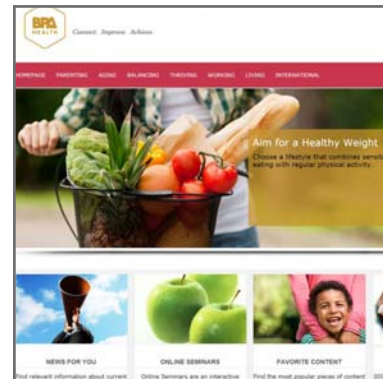 BPA
HEALTH
Connect. Improve. Achieve.
HOMEPAGE PARENTING AGING BALANCING THRIVING WORKING LIVING INTERNATIONAL
Aim for a Healthy Weight
Choose a lifestyle that combines sensib
eating with regular physical activity.
NEWS FOR YOU
ONLINE SEMINARS
FAVORITE CONTENT
Find relevant information about current
Online Seminars are an interactive
Find the most popular pieces of content